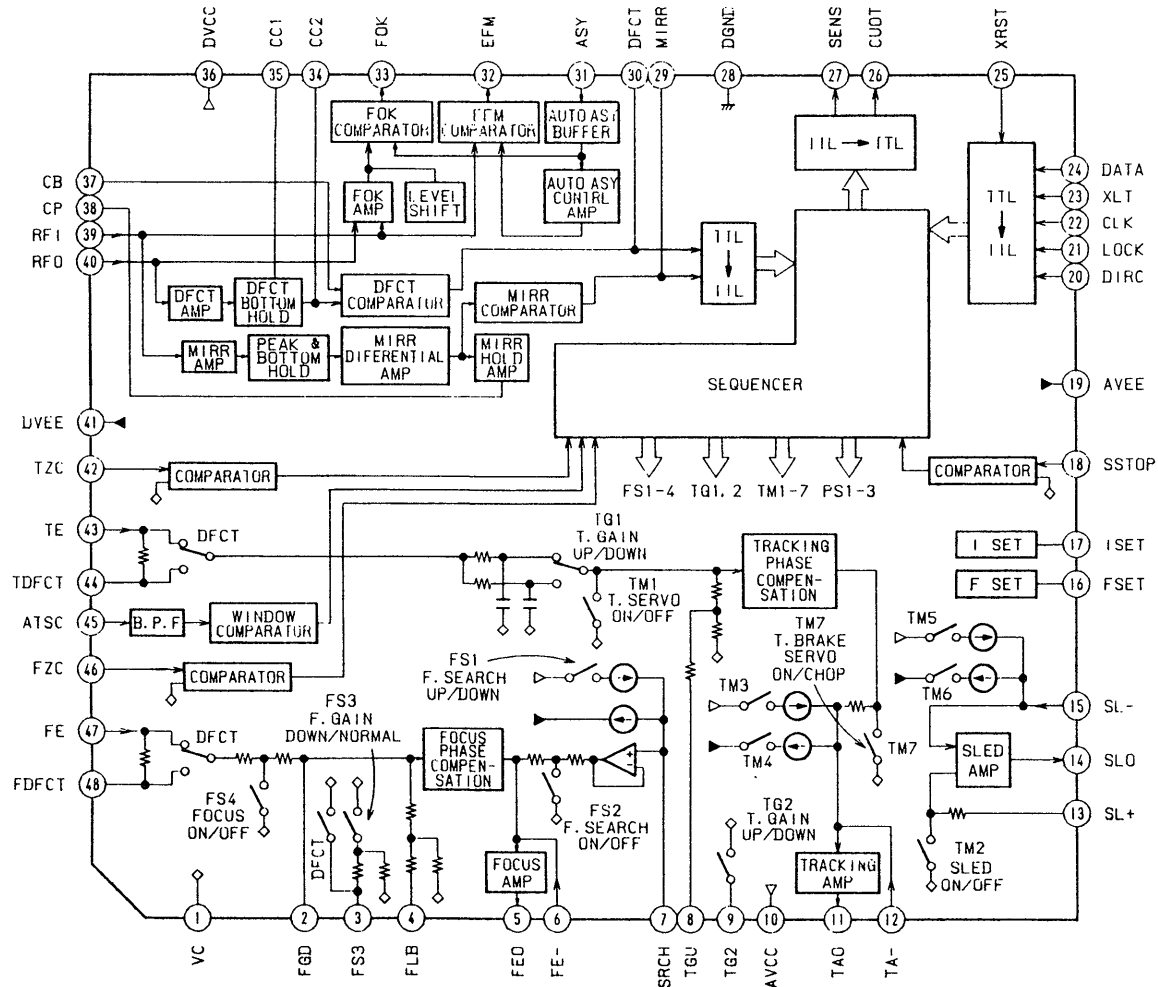 DVCC
CC1
CC2
FOK
EFM
ASY
DFCT
MIRR
DGND
SENS
CUOT
XRST
36
35
34
33
32
31
30
29
28
27
26
25
FOK
COMPARATOR
EFM
COMPARATOR
AUTO ASY
BUFFER
IIL → TTL
FOK
AMP
LEVEL
SHIFT
AUTO ASY
CONTRL
AMP
TTL
IIL
TTL
IIL
CB 37
CP 38
RFI 39
RFO 40
24 DATA
23 XLT
22 CLK
21 LOCK
20 DIRC
DFCT
AMP
DFCT
BOTTOM
HOLD
DFCT
COMPARATOR
MIRR
COMPARATOR
MIRR
AMP
PEAK &
BOTTOM
HOLD
MIRR
DIFERENTIAL
AMP
MIRR
HOLD
AMP
SEQUENCER
19 AVEE
DVEE 41
TZC 42
COMPARATOR
COMPARATOR
18 SSTOP
FS1-4
TG1,2
TM1-7
PS1-3
TE 43
DFCT
TDFCT 44
TG1
T. GAIN
UP/DOWN
TM1
T. SERVO
ON/OFF
TRACKING
PHASE
COMPEN-
SATION
I SET
17 ISET
F SET
16 FSET
ATSC 45
B.P.F
WINDOW
COMPARATOR
TM7
T. BRAKE
SERVO
ON/CHOP
TM5
TM6
FZC 46
COMPARATOR
FS1
F. SEARCH
UP/DOWN
TM3
TM4
TM7
15 SL-
FS3
F. GAIN
DOWN/NORMAL
FE 47
DFCT
FDFCT 48
FOCUS
PHASE
COMPEN-
SATION
+
-
SLED
AMP
14 SLO
13 SL+
FS4
FOCUS
ON/OFF
DFCT
FS2
F. SEARCH
ON/OFF
TG2
T. GAIN
UP/DOWN
TM2
SLED
ON/OFF
FOCUS
AMP
TRACKING
AMP
1
2
3
4
5
6
7
8
9
10
11
12
VC
FGD
FS3
FLB
FEO
FE-
SRCH
TGU
TG2
AVCC
TAO
TA-